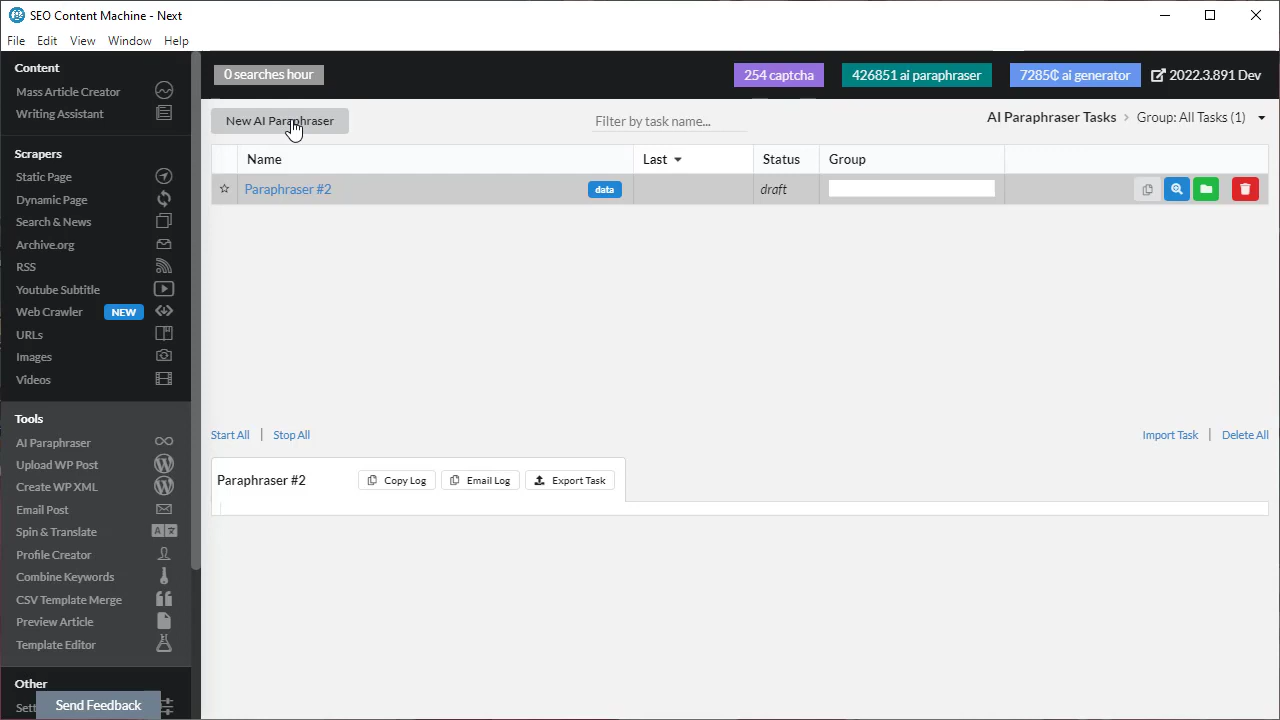 SEO Content Machine - Next
File Edit View Window Help
Content
Mass Article Creator
Writing Assistant
Scrapers
Static Page
Dynamic Page
Search & News
Archive.org
RSS
Youtube Subtitle
Web Crawler NEW
URLs
Images
Videos
Tools
AI Paraphraser
Upload WP Post
Create WP XML
Email Post
Spin & Translate
Profile Creator
Combine Keywords
CSV Template Merge
Preview Article
Template Editor
Other
Send Feedback
0 searches hour
254 captcha
426851 ai paraphraser
7285₵ ai generator
2022.3.891 Dev
New AI Paraphraser
Filter by task name...
AI Paraphraser Tasks > Group: All Tasks (1)
Name Last Status Group
Paraphraser #2 data draft
Start All | Stop All
Import Task | Delete All
Paraphraser #2 Copy Log Email Log Export Task